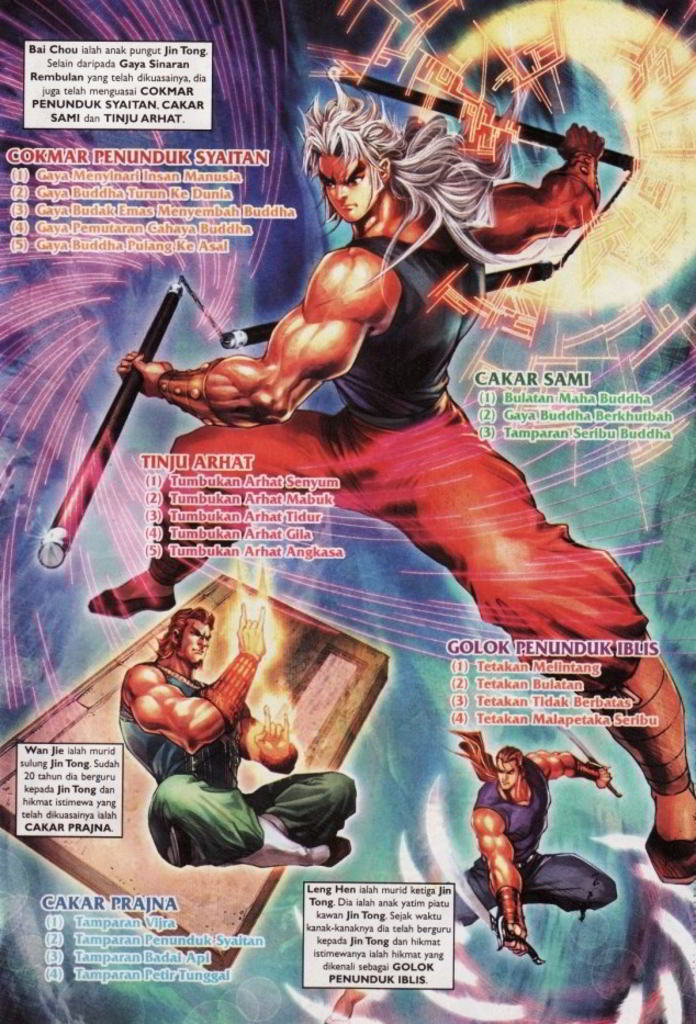 Bai Chou ialah anak pungut Jin Tong.
Selain daripada Gaya Sinaran
Rembulan yang telah dikuasainya, dia
juga telah menguasai COKMAR
PENUNDUK SYAITAN, CAKAR
SAMI dan TINJU ARHAT.
COKMAR PENUNDUK SYAITAN
(1) Gaya Menyinari Insan Manusia
(2) Gaya Buddha Turun Ke Dunia
(3) Gaya Budak Emas Menyembah Buddha
(4) Gaya Pemutaran Cahaya Buddha
(5) Gaya Buddha Pulang Ke Asal
CAKAR SAMI
(1) Bulatan Maha Buddha
(2) Gaya Buddha Berkhutbah
(3) Tamparan Seribu Buddha
TINJU ARHAT
(1) Tumbukan Arhat Senyum
(2) Tumbukan Arhat Mabuk
(3) Tumbukan Arhat Tidur
(4) Tumbukan Arhat Gila
(5) Tumbukan Arhat Angkasa
GOLOK PENUNDUK IBLIS
(1) Tetakan Melintang
(2) Tetakan Bulatan
(3) Tetakan Tidak Berbatas
(4) Tetakan Malapetaka Seribu
Wan Jie ialah murid
sulung Jin Tong. Sudah
20 tahun dia berguru
kepada Jin Tong dan
hikmat istimewa yang
telah dikuasainya ialah
CAKAR PRAJNA.
CAKAR PRAJNA
(1) Tamparan Vijra
(2) Tamparan Penunduk Syaitan
(3) Tamparan Badai Api
(4) Tamparan Petir Tunggal
Leng Hen ialah murid ketiga Jin
Tong. Dia ialah anak yatim piatu
kawan Jin Tong. Sejak waktu
kanak-kanaknya dia telah berguru
kepada Jin Tong dan hikmat
istimewanya ialah hikmat yang
dikenali sebagai GOLOK
PENUNDUK IBLIS.